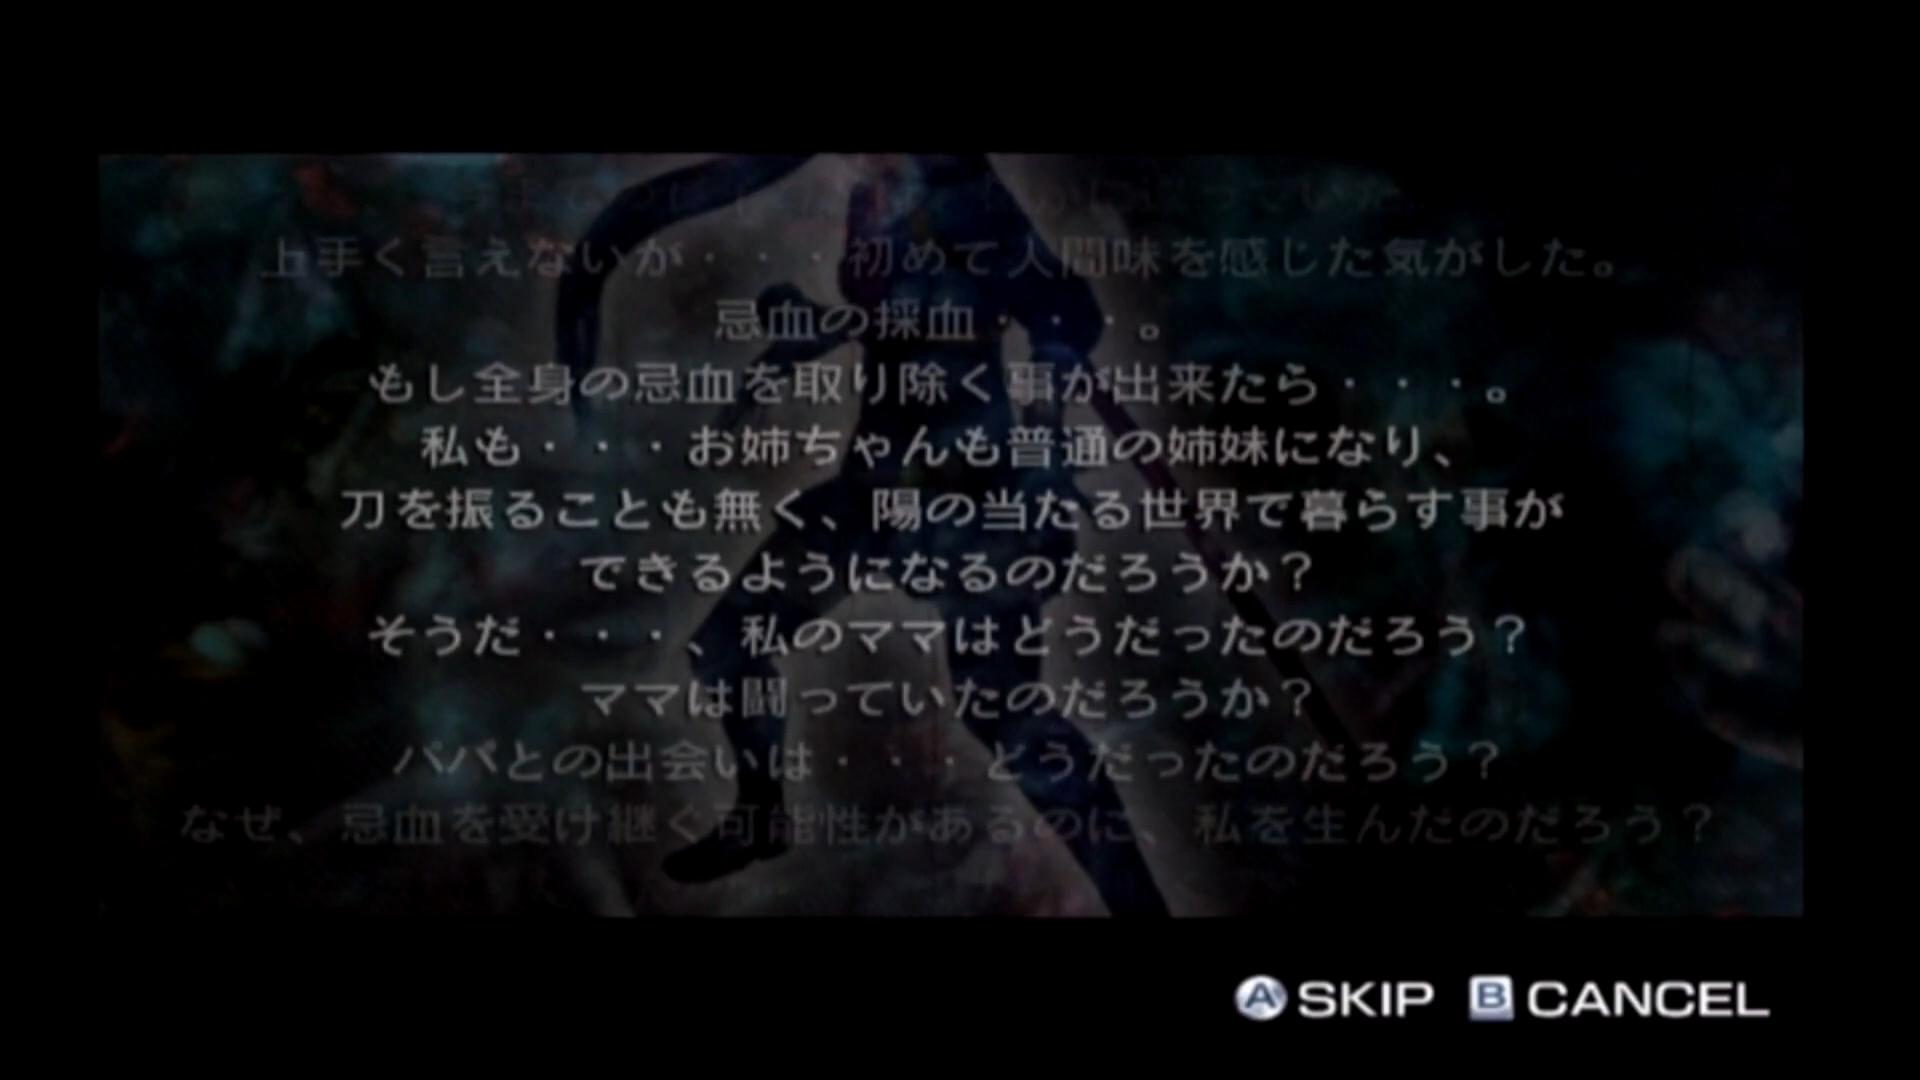 上手く言えないが・・・初めて人間味を感じた気がした。
忌血の採血・・・。
もし全身の忌血を取り除く事が出来たら・・・。
私も・・・お姉ちゃんも普通の姉妹になり、
刀を振ることも無く、陽の当たる世界で暮らす事が
できるようになるのだろうか？
そうだ・・・、私のママはどうだったのだろう？
ママは闘っていたのだろうか？
パパとの出会いは・・・どうだったのだろう？
なぜ、忌血を受け継ぐ可能性があるのに、私を生んだのだろう？
A SKIP B CANCEL